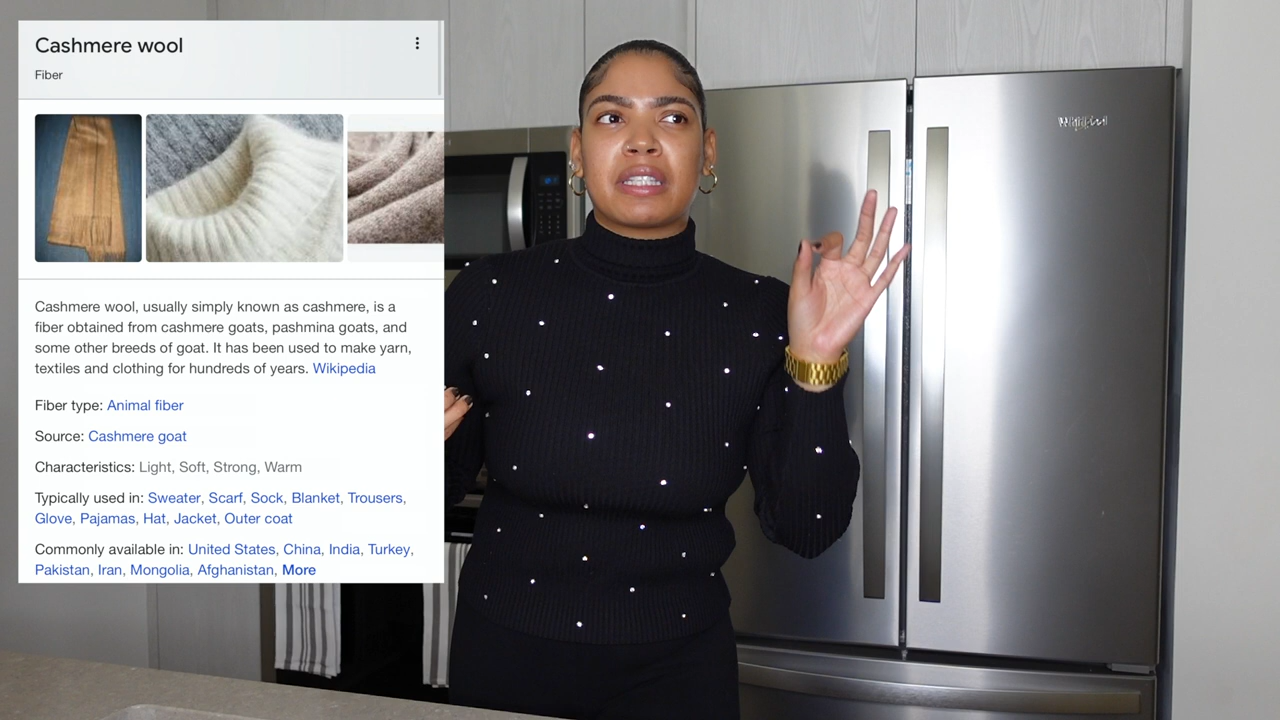 Cashmere wool
Fiber
Cashmere wool, usually simply known as cashmere, is a
fiber obtained from cashmere goats, pashmina goats, and
some other breeds of goat. It has been used to make yarn,
textiles and clothing for hundreds of years. Wikipedia
Fiber type: Animal fiber
Source: Cashmere goat
Characteristics: Light, Soft, Strong, Warm
Typically used in: Sweater, Scarf, Sock, Blanket, Trousers,
Glove, Pajamas, Hat, Jacket, Outer coat
Commonly available in: United States, China, India, Turkey,
Pakistan, Iran, Mongolia, Afghanistan, More
Whirlpool